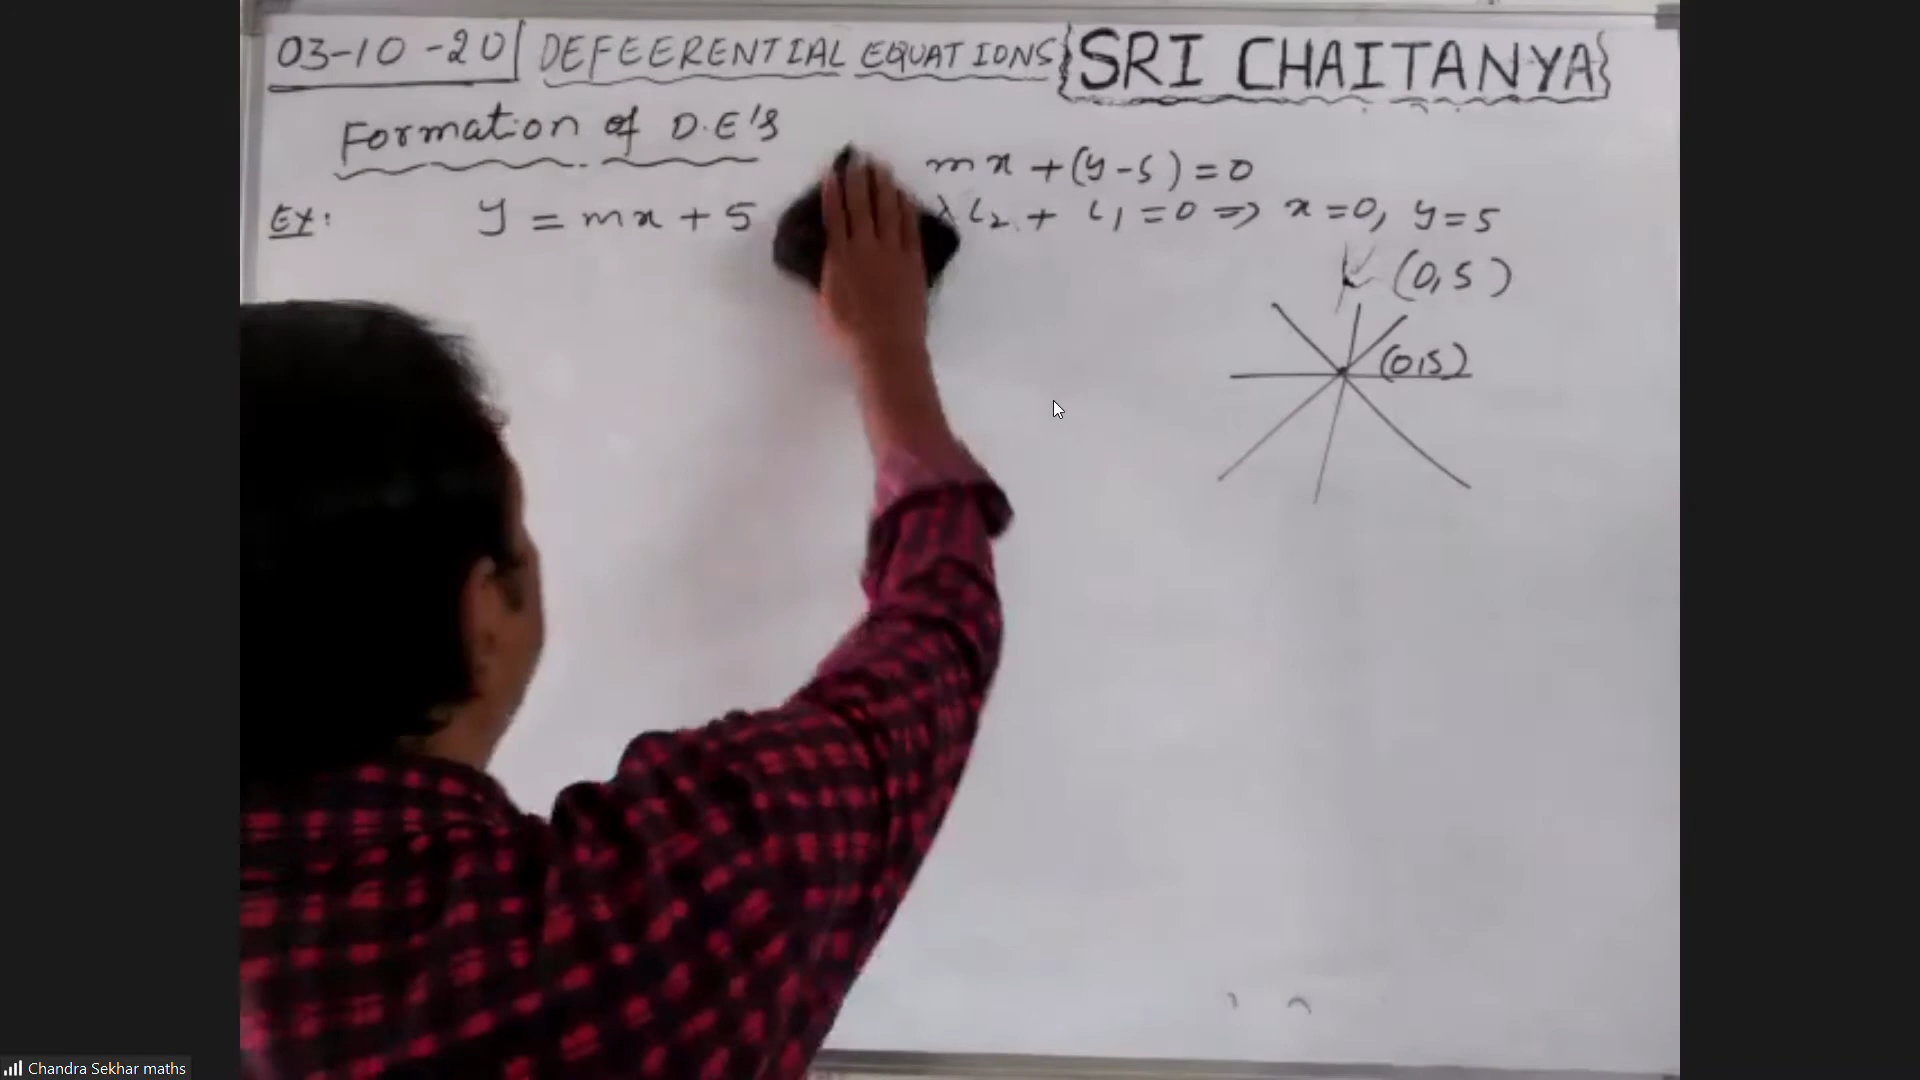 03-10-20 DEFEERENTIAL EQUATIONS {SRI CHAITANYA}
Formation of D.E's
mx + (y-5) = 0
Ex: y = mx + 5
λL₂ + L₁ = 0 ⇒ x = 0, y = 5
(0,5)
(0,5)
Chandra Sekhar maths